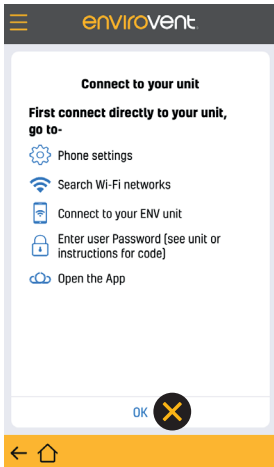 envirovent.
Connect to your unit
First connect directly to your unit,
go to-
Phone settings
Search Wi-Fi networks
Connect to your ENV unit
Enter user Password (see unit or
instructions for code)
Open the App
OK